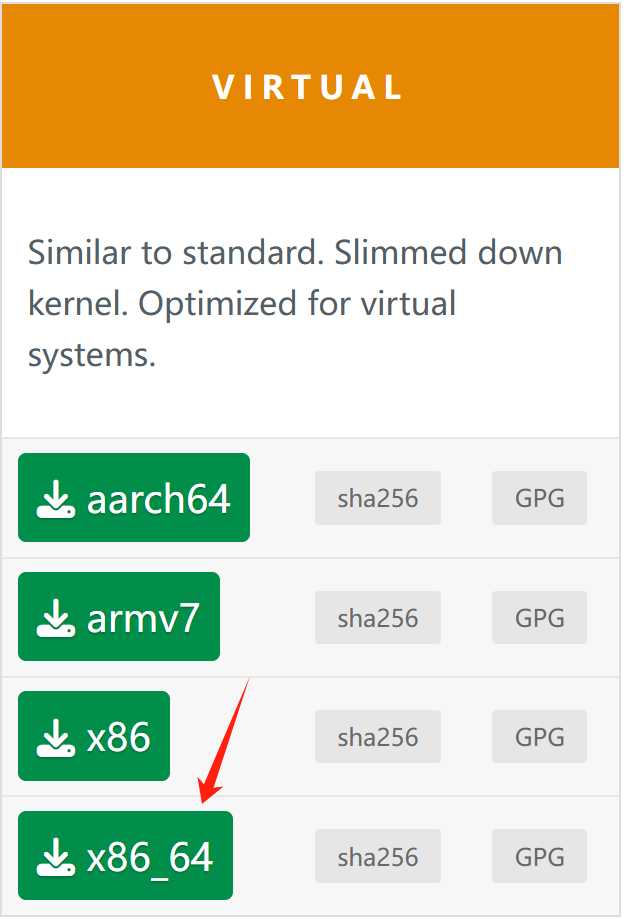 VIRTUAL
Similar to standard. Slimmed down
kernel. Optimized for virtual
systems.
aarch64 sha256 GPG
armv7 sha256 GPG
x86 sha256 GPG
x86_64 sha256 GPG